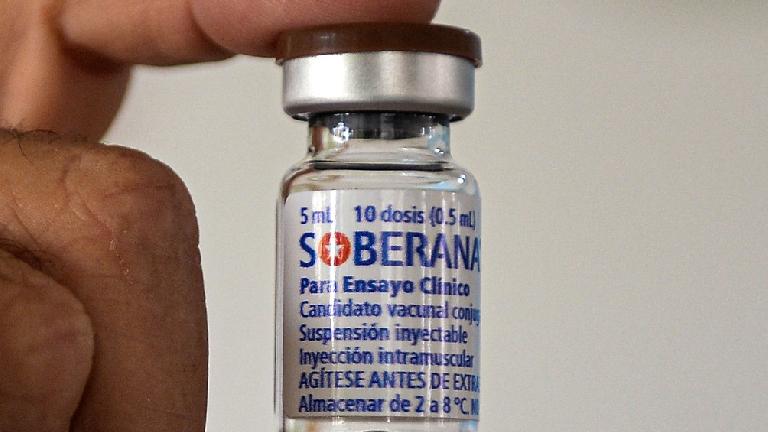 5 mL 10 dosis (0.5 mL)
SOBERANA
Para Ensayo Clínico
Candidato vacunal
Suspensión inyectable
Inyección intramuscular
AGÍTESE ANTES DE
Almacenar de 2 a 8 °C.